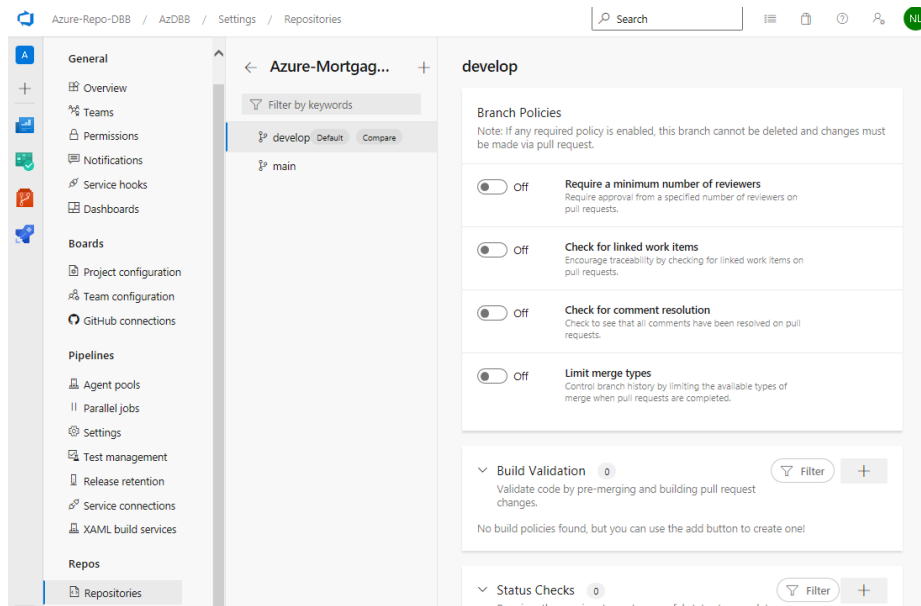 Azure-Repo-DBB / AzDBB / Settings / Repositories
Search
NL
A
General
Overview
Teams
Permissions
Notifications
Service hooks
Dashboards
Boards
Project configuration
Team configuration
GitHub connections
Pipelines
Agent pools
Parallel jobs
Settings
Test management
Release retention
Service connections
XAML build services
Repos
Repositories
Azure-Mortgag...
Filter by keywords
develop Default Compare
main
develop
Branch Policies
Note: If any required policy is enabled, this branch cannot be deleted and changes must
be made via pull request.
Off
Require a minimum number of reviewers
Require approval from a specified number of reviewers on
pull requests.
Off
Check for linked work items
Encourage traceability by checking for linked work items on
pull requests.
Off
Check for comment resolution
Check to see that all comments have been resolved on pull
requests.
Off
Limit merge types
Control branch history by limiting the available types of
merge when pull requests are completed.
Build Validation 0
Filter
Validate code by pre-merging and building pull request
changes.
No build policies found, but you can use the add button to create one!
Status Checks 0
Filter